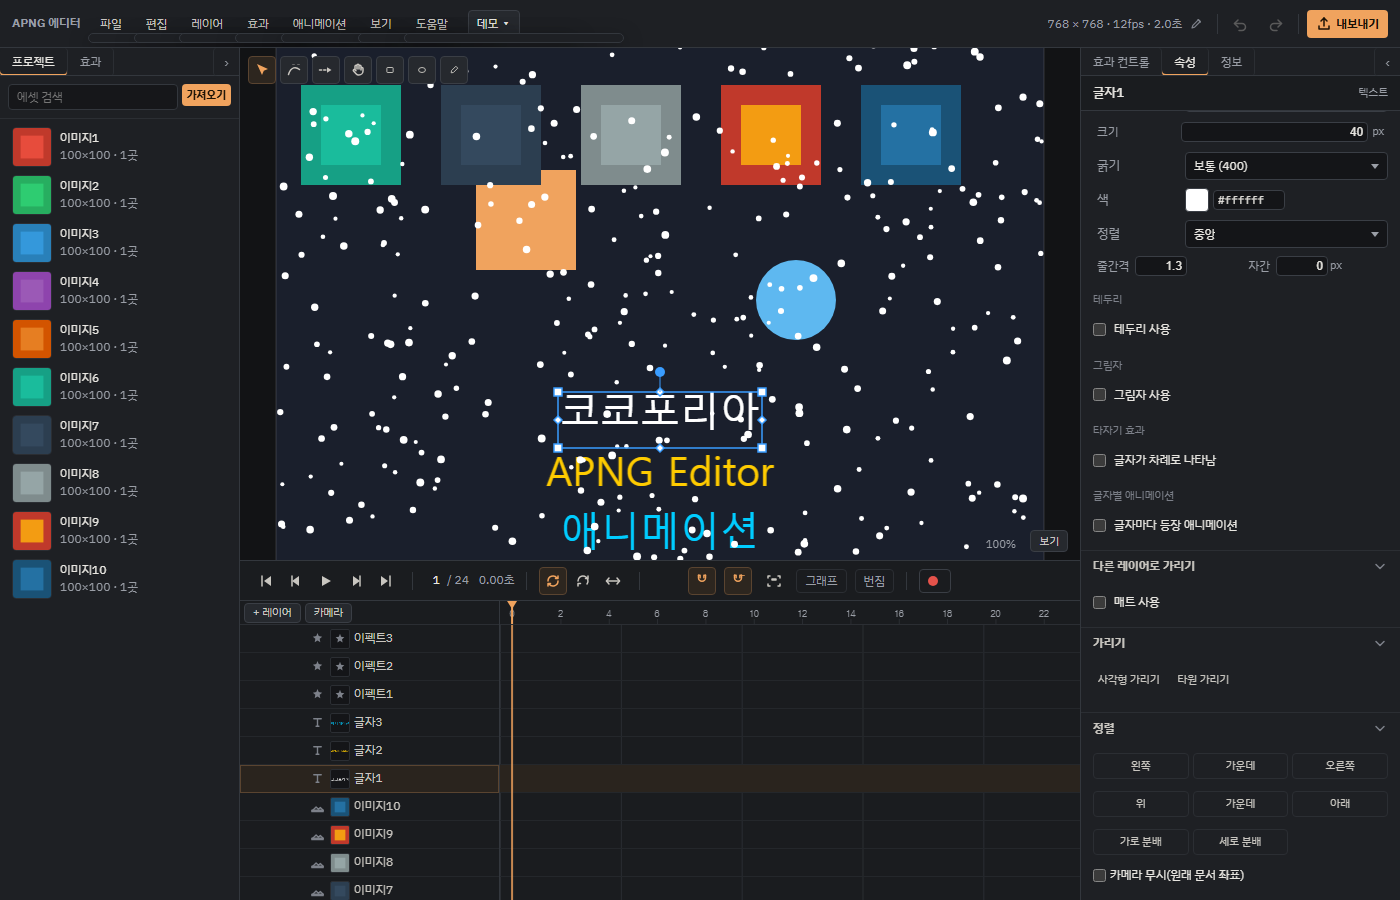 APNG 에디터 파일 편집 레이어 효과 애니메이션 보기 도움말 데모 ▾ 768 × 768 · 12fps · 2.0초 내보내기
프로젝트 효과
에셋 검색 가져오기
이미지1
100×100 · 1곳
이미지2
100×100 · 1곳
이미지3
100×100 · 1곳
이미지4
100×100 · 1곳
이미지5
100×100 · 1곳
이미지6
100×100 · 1곳
이미지7
100×100 · 1곳
이미지8
100×100 · 1곳
이미지9
100×100 · 1곳
이미지10
100×100 · 1곳
코코포리아
APNG Editor
애니메이션
100% 보기
1 / 24 0.00초 그래프 번짐
+ 레이어 카메라 0 2 4 6 8 10 12 14 16 18 20 22
이펙트3
이펙트2
이펙트1
T 글자3
T 글자2
T 글자1
이미지10
이미지9
이미지8
이미지7
효과 컨트롤 속성 정보
글자1 텍스트
크기 40 px
굵기 보통 (400)
색 #ffffff
정렬 중앙
줄간격 1.3 자간 0 px
테두리
테두리 사용
그림자
그림자 사용
타자기 효과
글자가 차례로 나타남
글자별 애니메이션
글자마다 등장 애니메이션
다른 레이어로 가리기
매트 사용
가리기
사각형 가리기 타원 가리기
정렬
왼쪽 가운데 오른쪽
위 가운데 아래
가로 분배 세로 분배
카메라 무시(원래 문서 좌표)